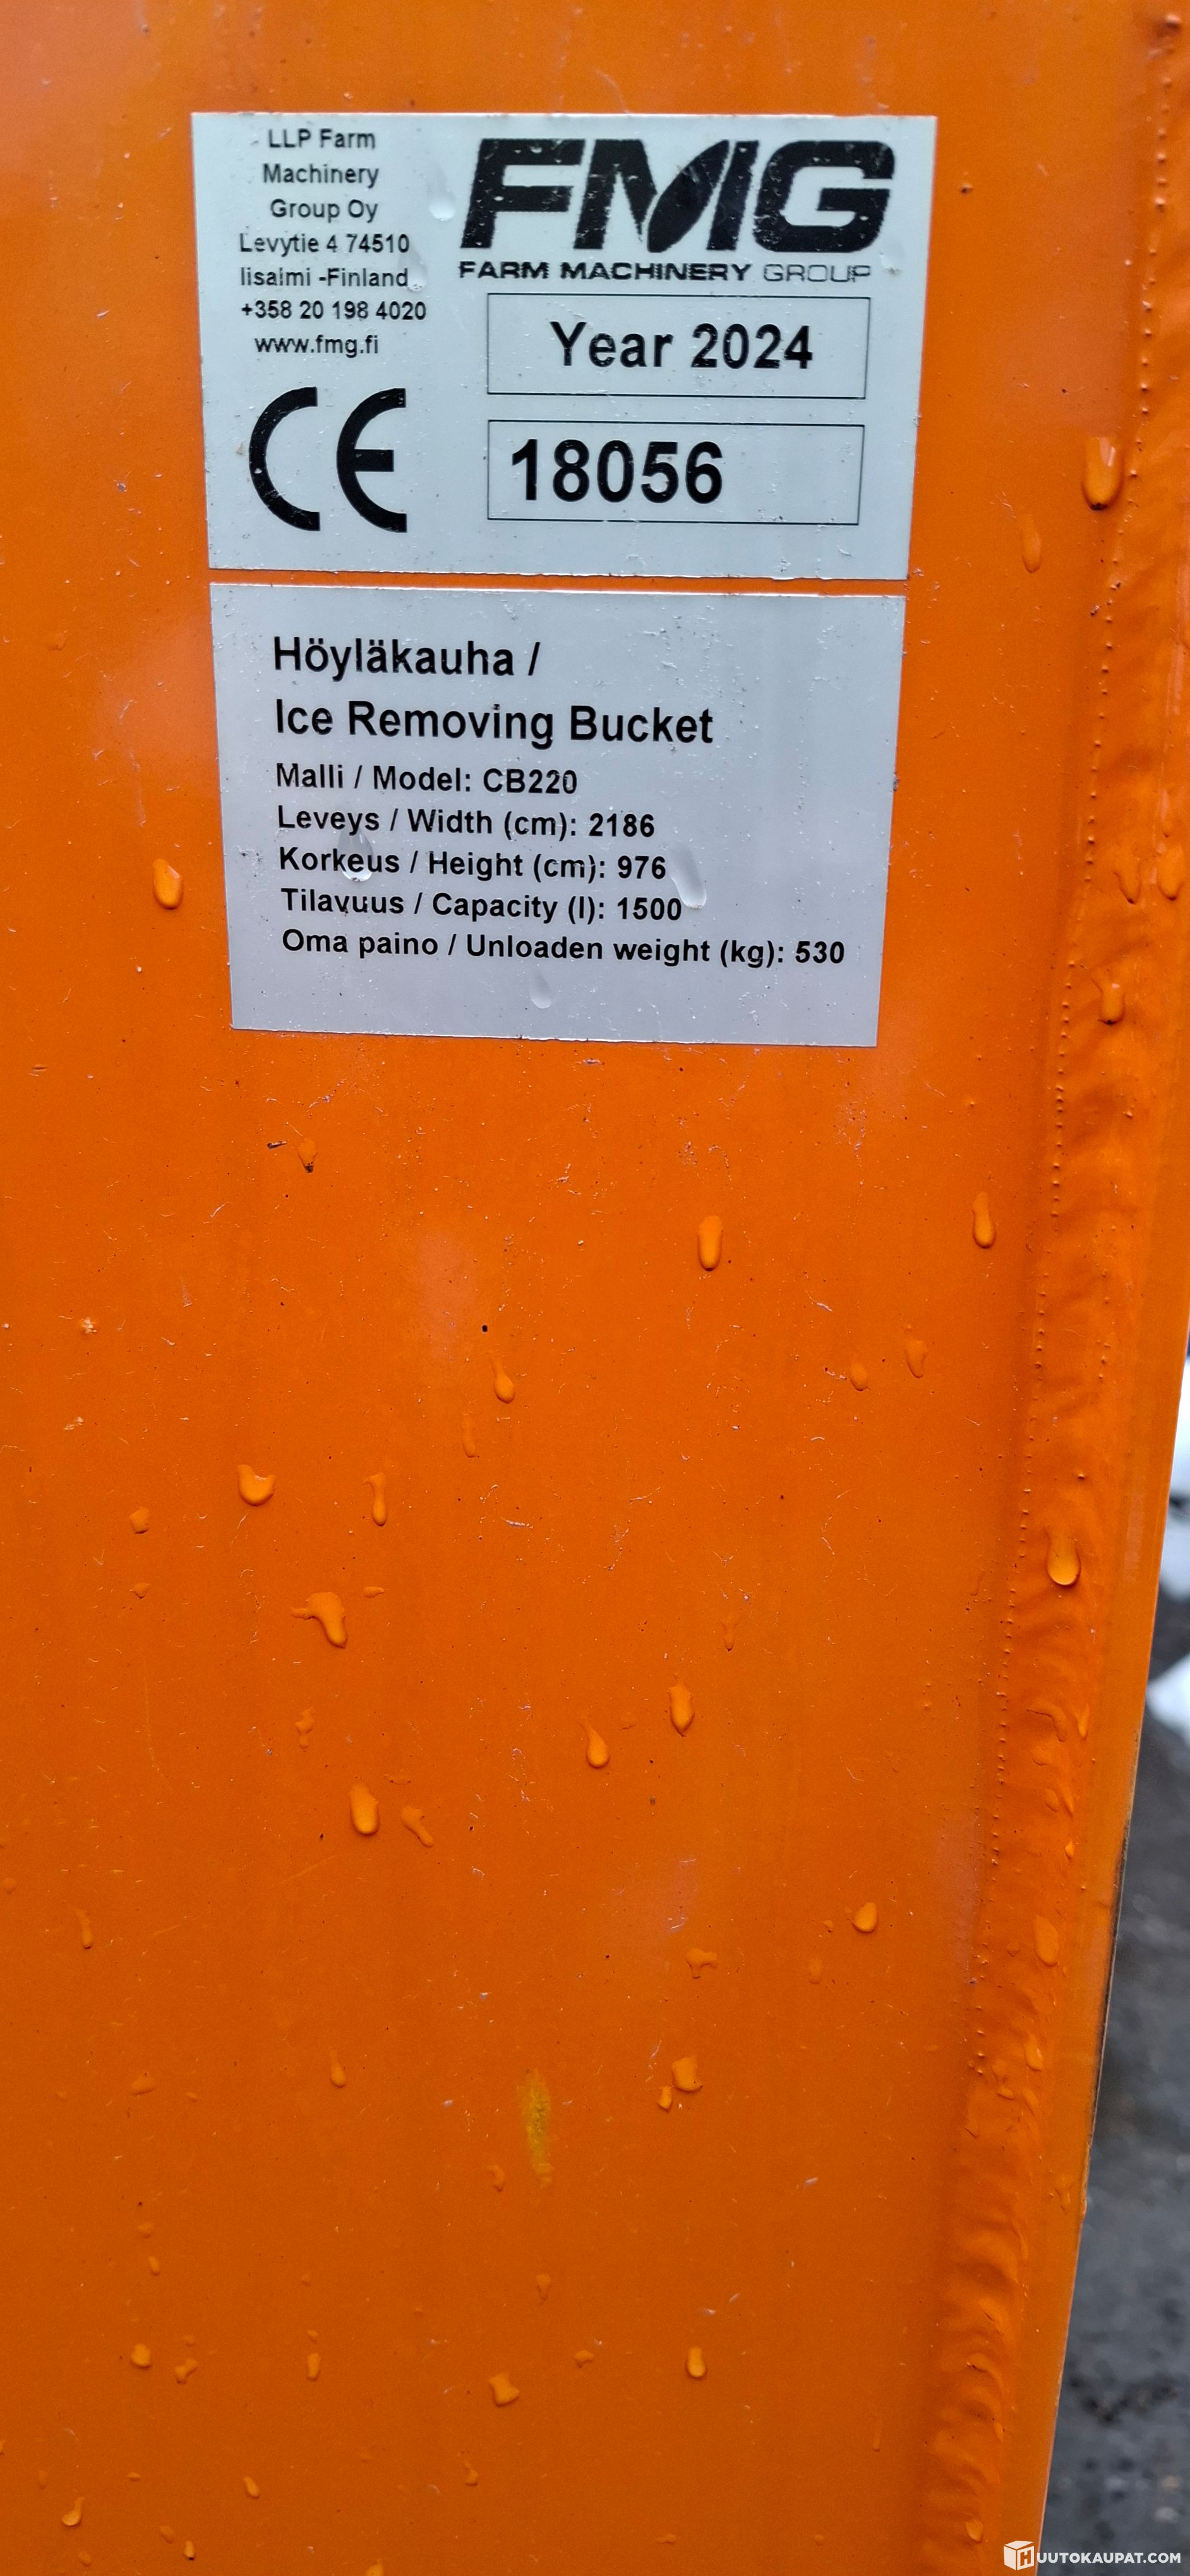 LLP Farm
Machinery
Group Oy
Levytie 4 74510
Iisalmi -Finland
+358 20 198 4020
www.fmg.fi
CE
FMG
FARM MACHINERY GROUP
Year 2024
18056
Höyläkauha /
Ice Removing Bucket
Malli / Model: CB220
Leveys / Width (cm): 2186
Korkeus / Height (cm): 976
Tilavuus / Capacity (l): 1500
Oma paino / Unloaden weight (kg): 530
HUUTOKAUPAT.COM